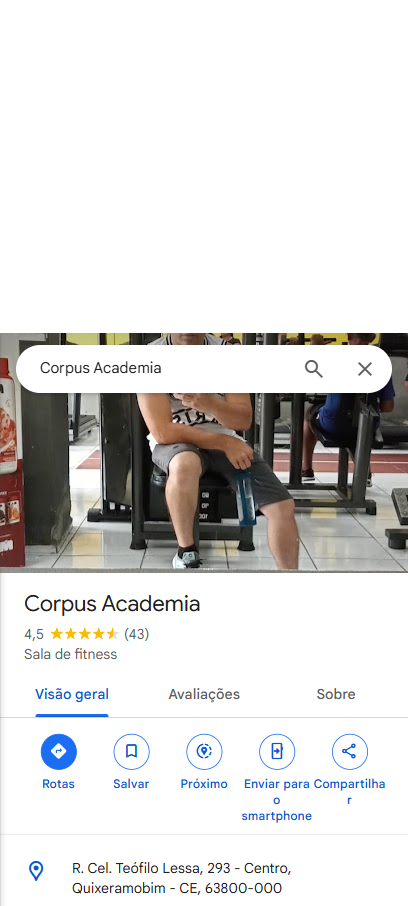 Corpus Academia
Corpus Academia
4,5 (43)
Sala de fitness
Visão geral Avaliações Sobre
Rotas Salvar Próximo Enviar para o smartphone Compartilhar
R. Cel. Teófilo Lessa, 293 - Centro,
Quixeramobim - CE, 63800-000